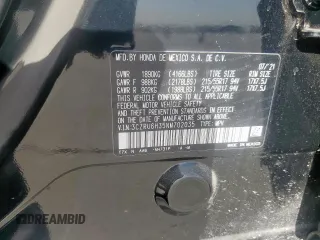 MFD. BY HONDA DE MEXICO S.A. DE C.V.
07/21
GVWR 1890KG (4166LBS) TIRE SIZE RIM SIZE
GAWR F 988KG (2178LBS) 215/55R17 94V 17X7.5J
GAWR R 902KG (1988LBS) 215/55R17 94V 17X7.5J
THIS VEHICLE CONFORMS TO ALL APPLICABLE
FEDERAL MOTOR VEHICLE SAFETY AND THEFT
PREVENTION STANDARDS IN EFFECT ON THE DATE
OF MANUFACTURE SHOWN ABOVE.
V.I.N: TYPE: MPV
MADE IN MEXICO
DREAMBID